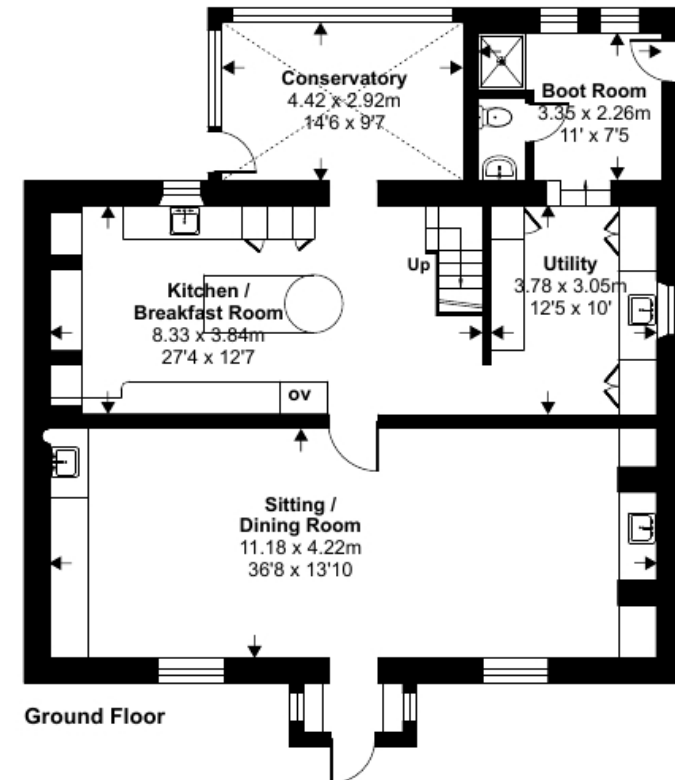 Conservatory
4.42 x 2.92m
14'6 x 9'7
Boot Room
3.35 x 2.26m
11' x 7'5
Up
Utility
3.78 x 3.05m
12'5 x 10'
Kitchen /
Breakfast Room
8.33 x 3.84m
27'4 x 12'7
OV
Sitting /
Dining Room
11.18 x 4.22m
36'8 x 13'10
Ground Floor